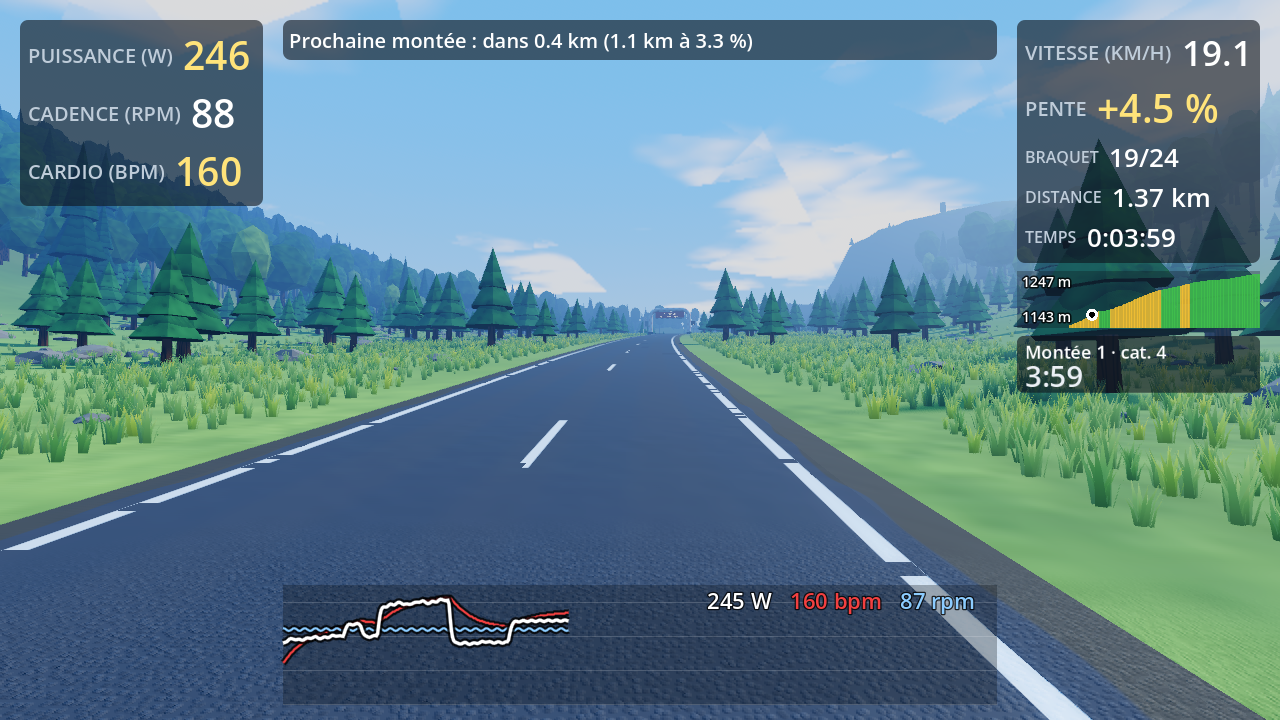 PUISSANCE (W) 246
CADENCE (RPM) 88
CARDIO (BPM) 160
Prochaine montée : dans 0.4 km (1.1 km à 3.3 %)
VITESSE (KM/H) 19.1
PENTE +4.5 %
BRAQUET 19/24
DISTANCE 1.37 km
TEMPS 0:03:59
1247 m
1143 m
Montée 1 · cat. 4
3:59
245 W 160 bpm 87 rpm